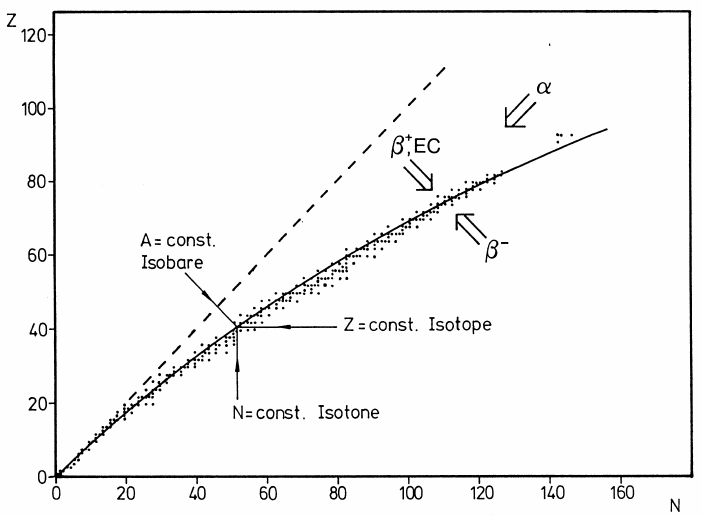 Z
120
100
80
60
40
20
0
α
β⁺,EC
β⁻
A = const.
Isobare
Z = const. Isotope
N = const. Isotone
0 20 40 60 80 100 120 140 160
N